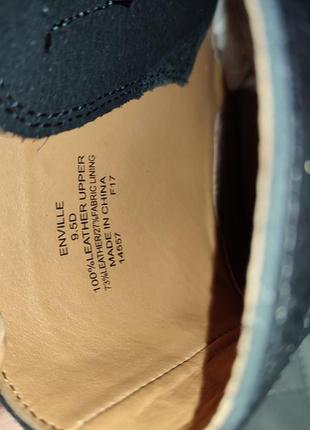 ENVILLE
9.5D
100%LEATHER UPPER
73%LEATHER/27%FABRIC LINING
MADE IN CHINA
F17
14557